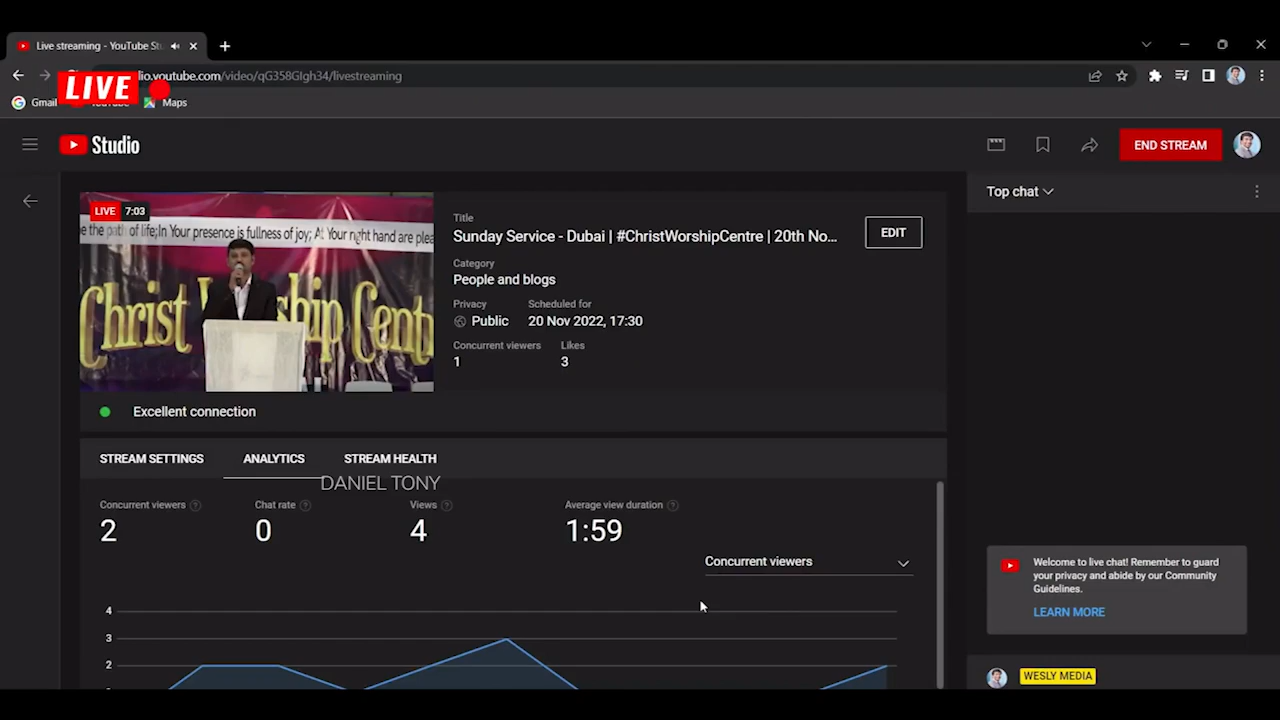 Live streaming - YouTube Stu
LIVE
io.youtube.com/video/qG358GIgh34/livestreaming
Gmail YouTube Maps
Studio
END STREAM
LIVE 7:03
e the path of life;In Your presence is fullness of joy; At Your right hand are plea
Christ Worship Cent
Title
Sunday Service - Dubai | #ChristWorshipCentre | 20th No...
EDIT
Category
People and blogs
Privacy Scheduled for
Public 20 Nov 2022, 17:30
Concurrent viewers Likes
1 3
Excellent connection
STREAM SETTINGS ANALYTICS STREAM HEALTH
DANIEL TONY
Concurrent viewers Chat rate Views Average view duration
2 0 4 1:59
Concurrent viewers
4
3
2
Top chat
Welcome to live chat! Remember to guard
your privacy and abide by our Community
Guidelines.
LEARN MORE
WESLY MEDIA